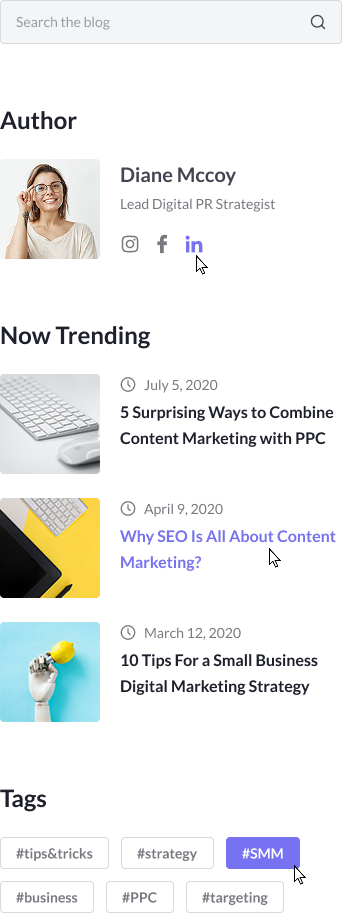 Search the blog
Author
Diane Mccoy
Lead Digital PR Strategist
Now Trending
July 5, 2020
5 Surprising Ways to Combine
Content Marketing with PPC
April 9, 2020
Why SEO Is All About Content
Marketing?
March 12, 2020
10 Tips For a Small Business
Digital Marketing Strategy
Tags
#tips&tricks #strategy #SMM
#business #PPC #targeting